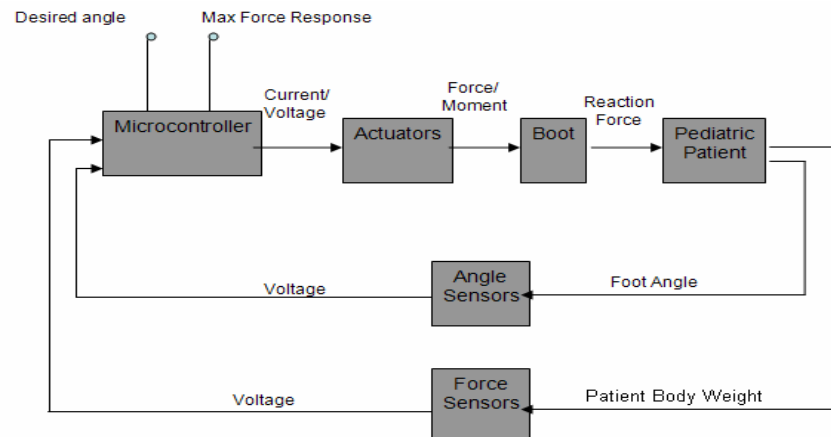 Desired angle
Max Force Response
Current/
Voltage
Force/
Moment
Reaction
Force
Microcontroller
Actuators
Boot
Pediatric
Patient
Angle
Sensors
Voltage
Foot Angle
Force
Sensors
Voltage
Patient Body Weight